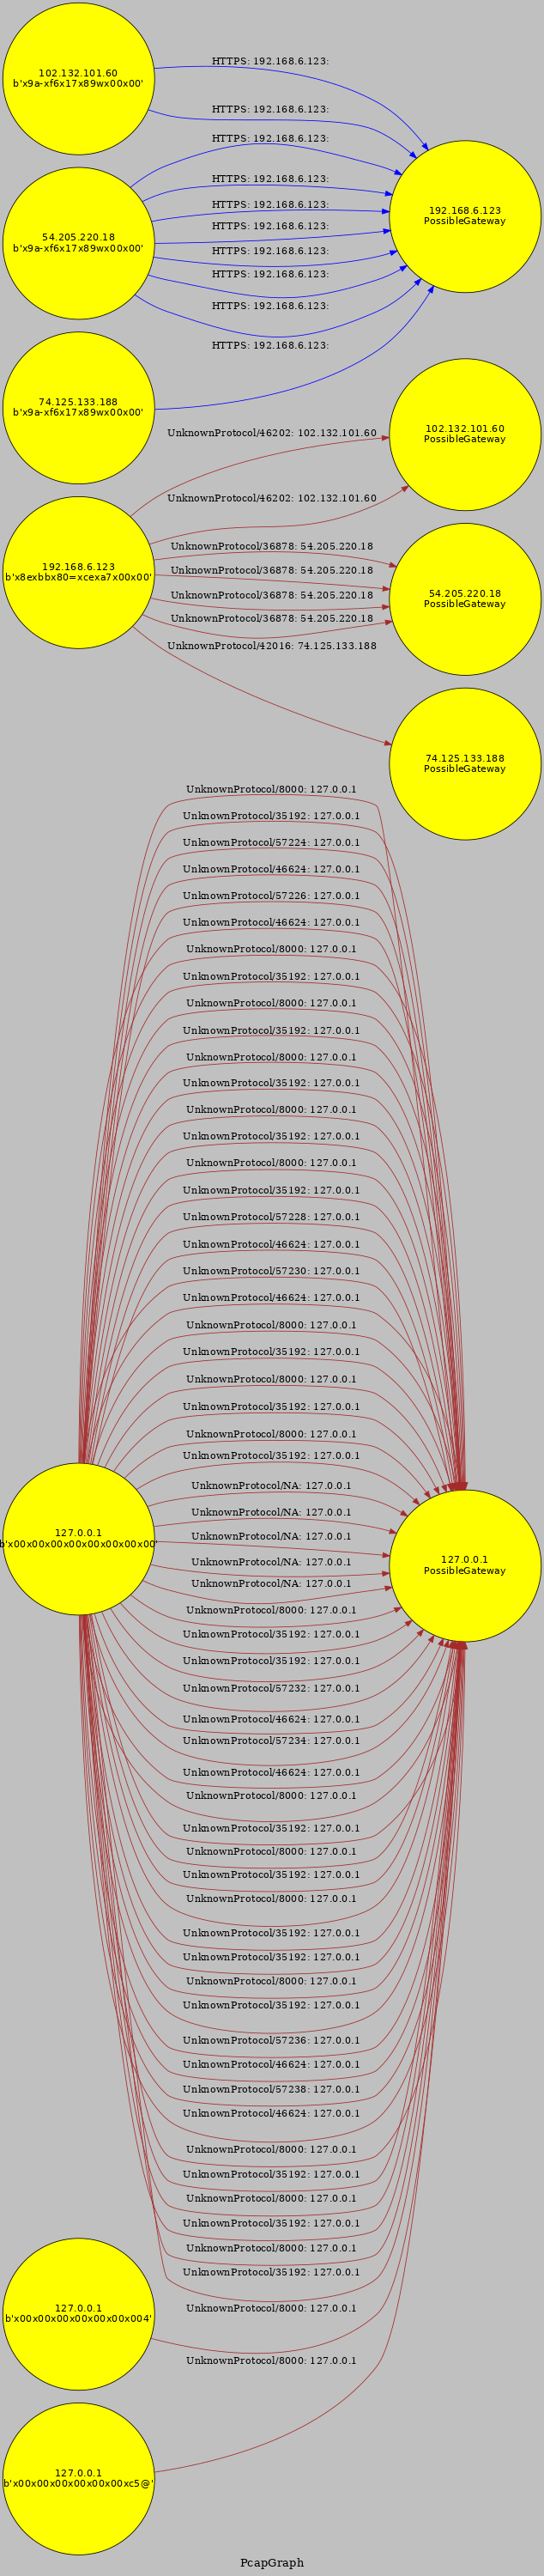 102.132.101.60
b'x9a-xf6x17x89wx00x00'
HTTPS: 192.168.6.123:
HTTPS: 192.168.6.123:
HTTPS: 192.168.6.123:
HTTPS: 192.168.6.123:
HTTPS: 192.168.6.123:
HTTPS: 192.168.6.123:
HTTPS: 192.168.6.123:
HTTPS: 192.168.6.123:
HTTPS: 192.168.6.123:
HTTPS: 192.168.6.123:
192.168.6.123
PossibleGateway
54.205.220.18
b'x9a-xf6x17x89wx00x00'
74.125.133.188
b'x9a-xf6x17x89wx00x00'
UnknownProtocol/46202: 102.132.101.60
102.132.101.60
PossibleGateway
UnknownProtocol/46202: 102.132.101.60
192.168.6.123
b'x8exbbx80=xcexa7x00x00'
UnknownProtocol/36878: 54.205.220.18
UnknownProtocol/36878: 54.205.220.18
UnknownProtocol/36878: 54.205.220.18
UnknownProtocol/36878: 54.205.220.18
54.205.220.18
PossibleGateway
UnknownProtocol/42016: 74.125.133.188
74.125.133.188
PossibleGateway
UnknownProtocol/8000: 127.0.0.1
UnknownProtocol/35192: 127.0.0.1
UnknownProtocol/57224: 127.0.0.1
UnknownProtocol/46624: 127.0.0.1
UnknownProtocol/57226: 127.0.0.1
UnknownProtocol/46624: 127.0.0.1
UnknownProtocol/8000: 127.0.0.1
UnknownProtocol/35192: 127.0.0.1
UnknownProtocol/8000: 127.0.0.1
UnknownProtocol/35192: 127.0.0.1
UnknownProtocol/8000: 127.0.0.1
UnknownProtocol/35192: 127.0.0.1
UnknownProtocol/8000: 127.0.0.1
UnknownProtocol/35192: 127.0.0.1
UnknownProtocol/8000: 127.0.0.1
UnknownProtocol/35192: 127.0.0.1
UnknownProtocol/57228: 127.0.0.1
UnknownProtocol/46624: 127.0.0.1
UnknownProtocol/57230: 127.0.0.1
UnknownProtocol/46624: 127.0.0.1
UnknownProtocol/8000: 127.0.0.1
UnknownProtocol/35192: 127.0.0.1
UnknownProtocol/8000: 127.0.0.1
UnknownProtocol/35192: 127.0.0.1
UnknownProtocol/8000: 127.0.0.1
UnknownProtocol/35192: 127.0.0.1
UnknownProtocol/NA: 127.0.0.1
UnknownProtocol/NA: 127.0.0.1
UnknownProtocol/NA: 127.0.0.1
UnknownProtocol/NA: 127.0.0.1
UnknownProtocol/NA: 127.0.0.1
127.0.0.1
b'x00x00x00x00x00x00x00x00'
127.0.0.1
PossibleGateway
UnknownProtocol/8000: 127.0.0.1
UnknownProtocol/35192: 127.0.0.1
UnknownProtocol/35192: 127.0.0.1
UnknownProtocol/57232: 127.0.0.1
UnknownProtocol/46624: 127.0.0.1
UnknownProtocol/57234: 127.0.0.1
UnknownProtocol/46624: 127.0.0.1
UnknownProtocol/8000: 127.0.0.1
UnknownProtocol/35192: 127.0.0.1
UnknownProtocol/8000: 127.0.0.1
UnknownProtocol/35192: 127.0.0.1
UnknownProtocol/8000: 127.0.0.1
UnknownProtocol/35192: 127.0.0.1
UnknownProtocol/35192: 127.0.0.1
UnknownProtocol/8000: 127.0.0.1
UnknownProtocol/35192: 127.0.0.1
UnknownProtocol/57236: 127.0.0.1
UnknownProtocol/46624: 127.0.0.1
UnknownProtocol/57238: 127.0.0.1
UnknownProtocol/46624: 127.0.0.1
UnknownProtocol/8000: 127.0.0.1
UnknownProtocol/35192: 127.0.0.1
UnknownProtocol/8000: 127.0.0.1
UnknownProtocol/35192: 127.0.0.1
UnknownProtocol/8000: 127.0.0.1
UnknownProtocol/35192: 127.0.0.1
127.0.0.1
b'x00x00x00x00x00x00x004'
UnknownProtocol/8000: 127.0.0.1
UnknownProtocol/8000: 127.0.0.1
127.0.0.1
b'x00x00x00x00x00x00xc5@'
PcapGraph